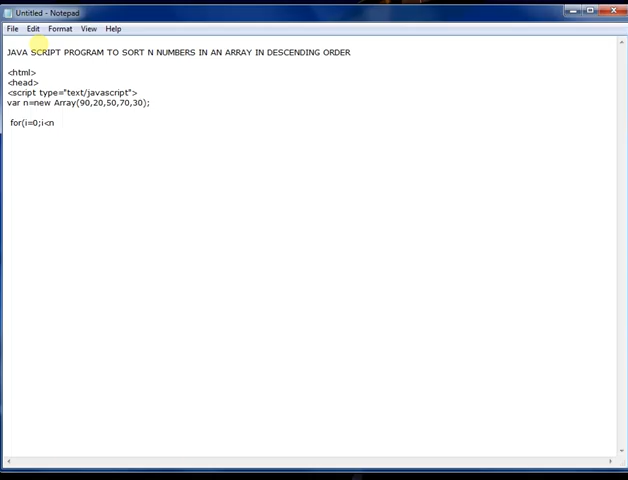 Untitled - Notepad
File Edit Format View Help
JAVA SCRIPT PROGRAM TO SORT N NUMBERS IN AN ARRAY IN DESCENDING ORDER
<html>
<head>
<script type="text/javascript">
var n=new Array(90,20,50,70,30);
for(i=0;i<n